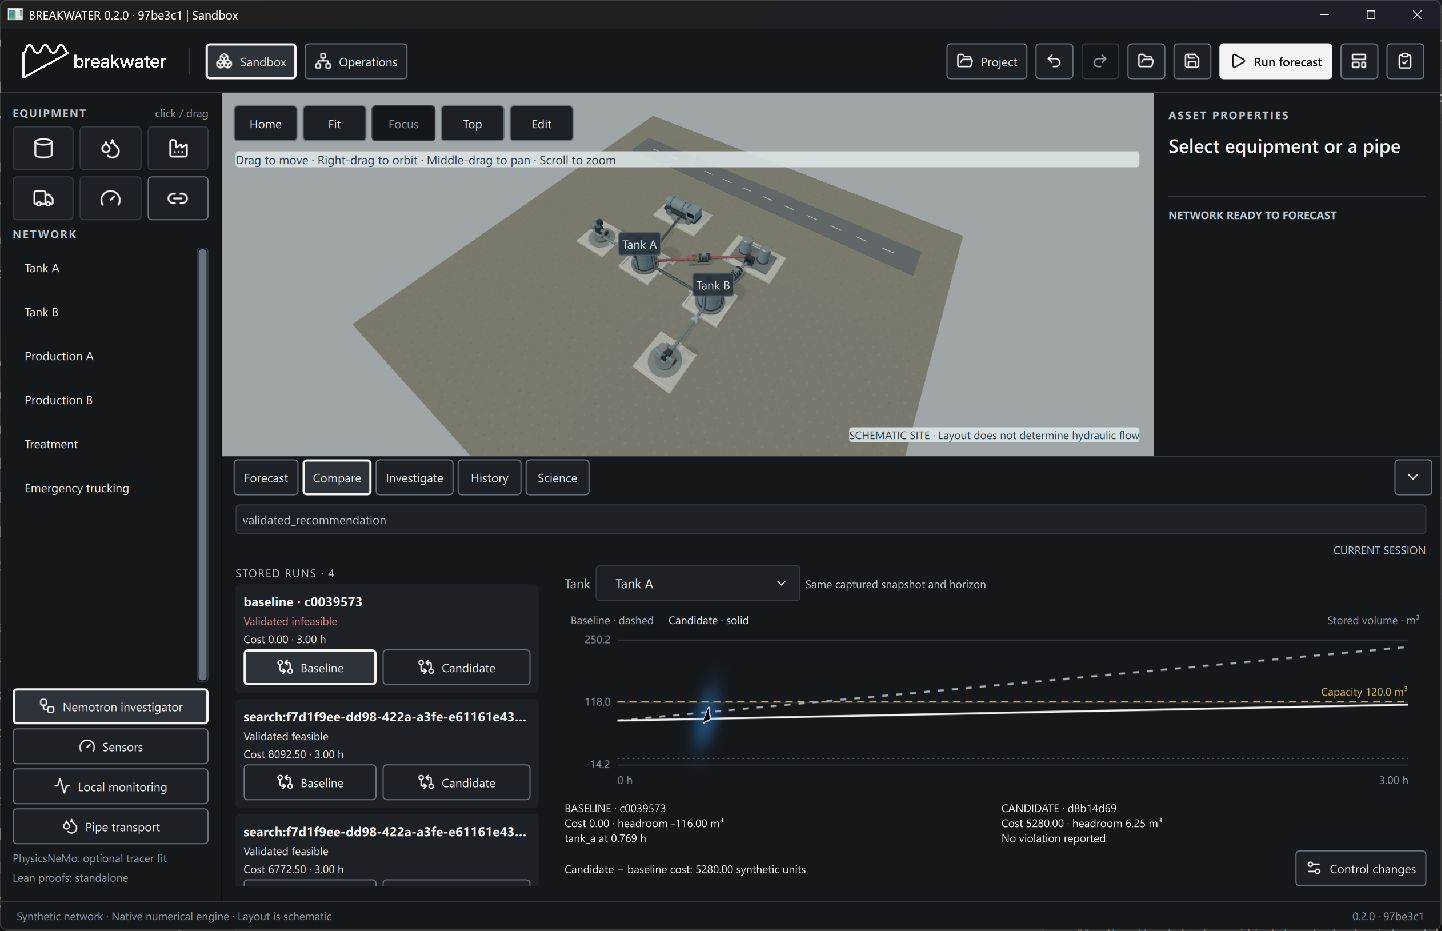 BREAKWATER 0.2.0 · 97be3c1 | Sandbox
breakwater
Sandbox
Operations
Project
Run forecast
EQUIPMENT
click / drag
NETWORK
Tank A
Tank B
Production A
Production B
Treatment
Emergency trucking
Nemotron investigator
Sensors
Local monitoring
Pipe transport
PhysicsNeMo: optional tracer fit
Lean proofs: standalone
Home
Fit
Focus
Top
Edit
Drag to move · Right-drag to orbit · Middle-drag to pan · Scroll to zoom
Tank A
Tank B
SCHEMATIC SITE · Layout does not determine hydraulic flow
ASSET PROPERTIES
Select equipment or a pipe
NETWORK READY TO FORECAST
Forecast
Compare
Investigate
History
Science
validated_recommendation
CURRENT SESSION
STORED RUNS · 4
baseline · c0039573
Validated infeasible
Cost 0.00 · 3.00 h
Baseline
Candidate
search:f7d1f9ee-dd98-422a-a3fe-e61161e43...
Validated feasible
Cost 8092.50 · 3.00 h
Baseline
Candidate
search:f7d1f9ee-dd98-422a-a3fe-e61161e43...
Validated feasible
Cost 6772.50 · 3.00 h
Tank
Tank A
Same captured snapshot and horizon
Baseline · dashed
Candidate · solid
Stored volume · m³
250.2
Capacity 120.0 m³
118.0
-14.2
0 h
3.00 h
BASELINE · c0039573
Cost 0.00 · headroom -116.00 m³
tank_a at 0.769 h
CANDIDATE · d8b14d69
Cost 5280.00 · headroom 6.25 m³
No violation reported
Candidate − baseline cost: 5280.00 synthetic units
Control changes
Synthetic network · Native numerical engine · Layout is schematic
0.2.0 · 97be3c1